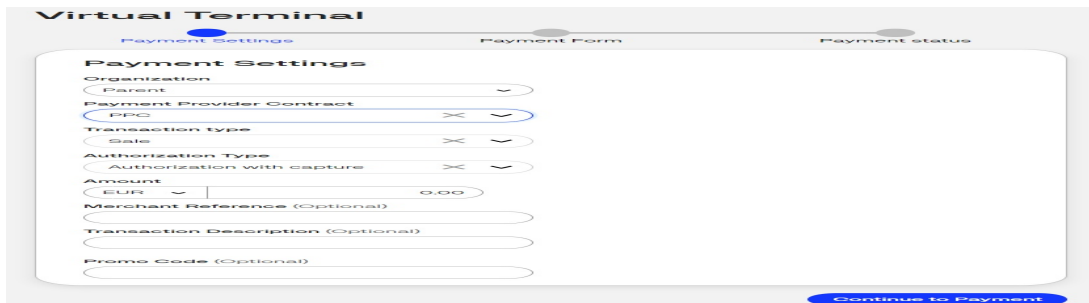 Virtual Terminal
Payment Settings
Payment Form
Payment status
Payment Settings
Organization
Parent
Payment Provider Contract
PPC
Transaction type
Sale
Authorization Type
Authorization with capture
Amount
EUR 0.00
Merchant Reference (Optional)
Transaction Description (Optional)
Promo Code (Optional)
Continue to Payment